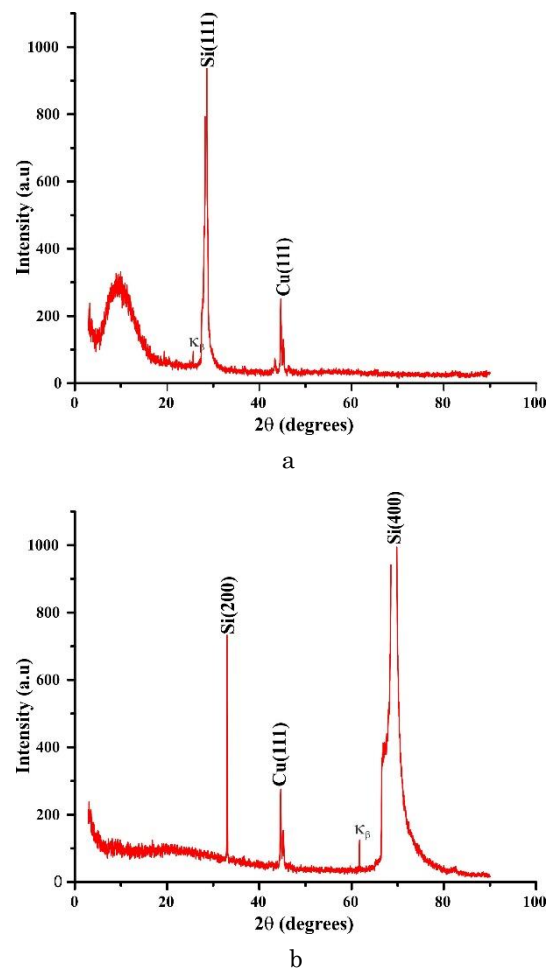 1000
800
600
400
200
0
Intensity (a.u)
Si(111)
Cu(111)
κβ
0 20 40 60 80 100
2θ (degrees)
a
1000
800
600
400
200
0
Intensity (a.u)
Si(200)
Cu(111)
κβ
Si(400)
0 20 40 60 80 100
2θ (degrees)
b